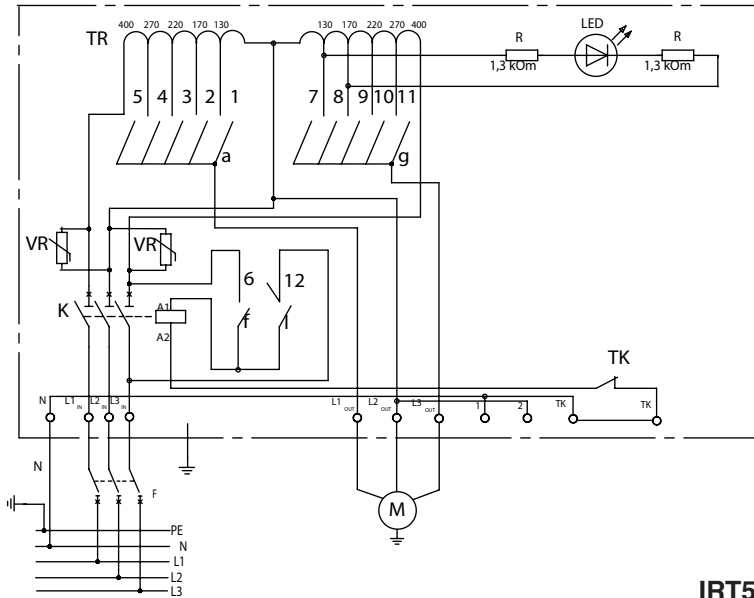 400 270 220 170 130
130 170 220 270 400
TR
R
LED
R
1,3 kOm
1,3 kOm
5 4 3 2 1
7 8 9 10 11
a
g
VR
VR
6 12
K
A1
A2
f l
TK
N L1 IN L2 IN L3 IN
L1 OUT L2 OUT L3 OUT
1 2 TK TK
N
F
M
PE
N
L1
L2
L3
IRT5